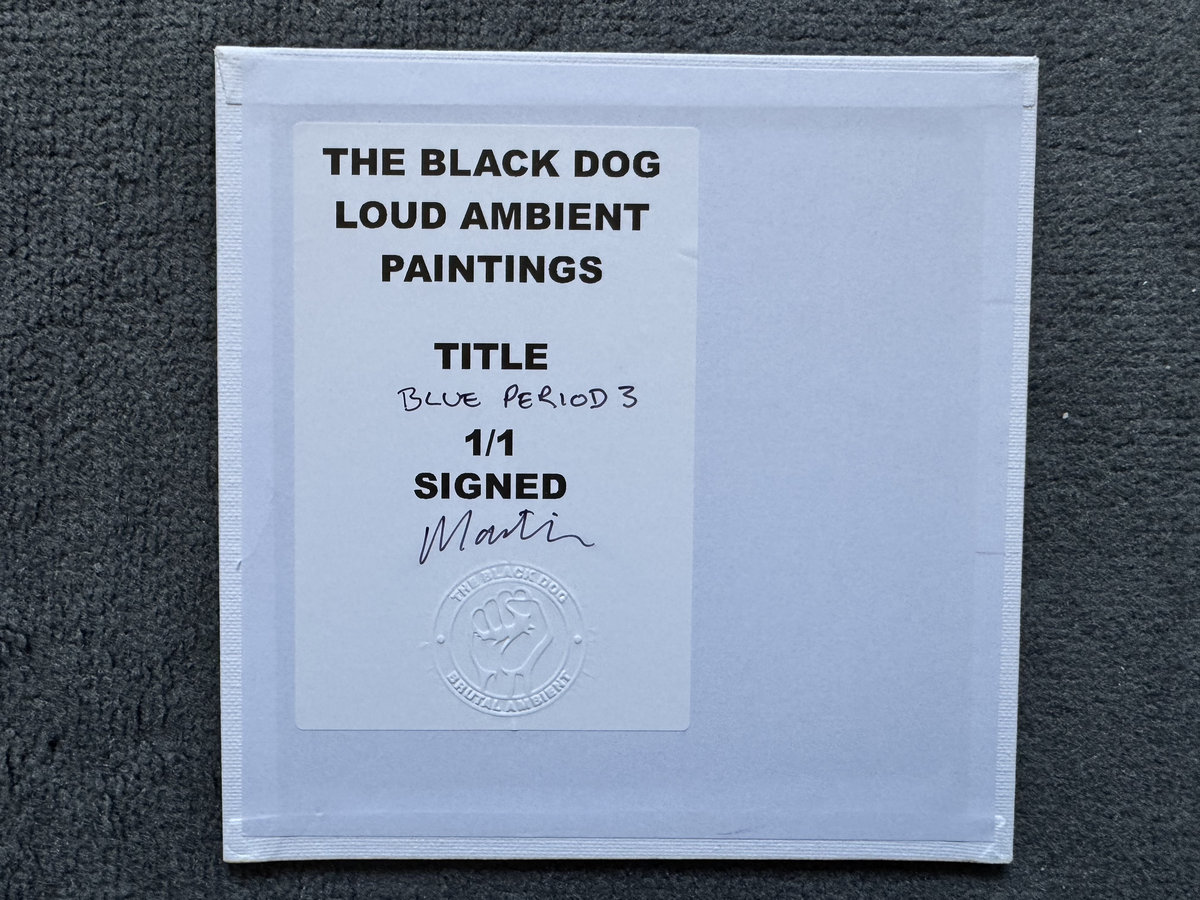 THE BLACK DOG
LOUD AMBIENT
PAINTINGS
TITLE
BLUE PERIOD 3
1/1
SIGNED
Martin
THE BLACK DOG
BRUTAL AMBIENT